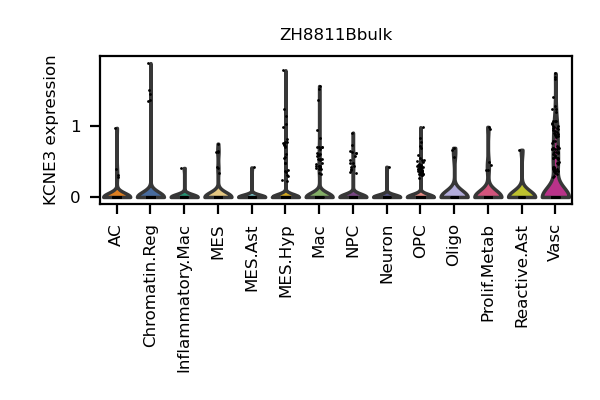 ZH8811Bbulk
KCNE3 expression
1
0
AC
Chromatin.Reg
Inflammatory.Mac
MES
MES.Ast
MES.Hyp
Mac
NPC
Neuron
OPC
Oligo
Prolif.Metab
Reactive.Ast
Vasc